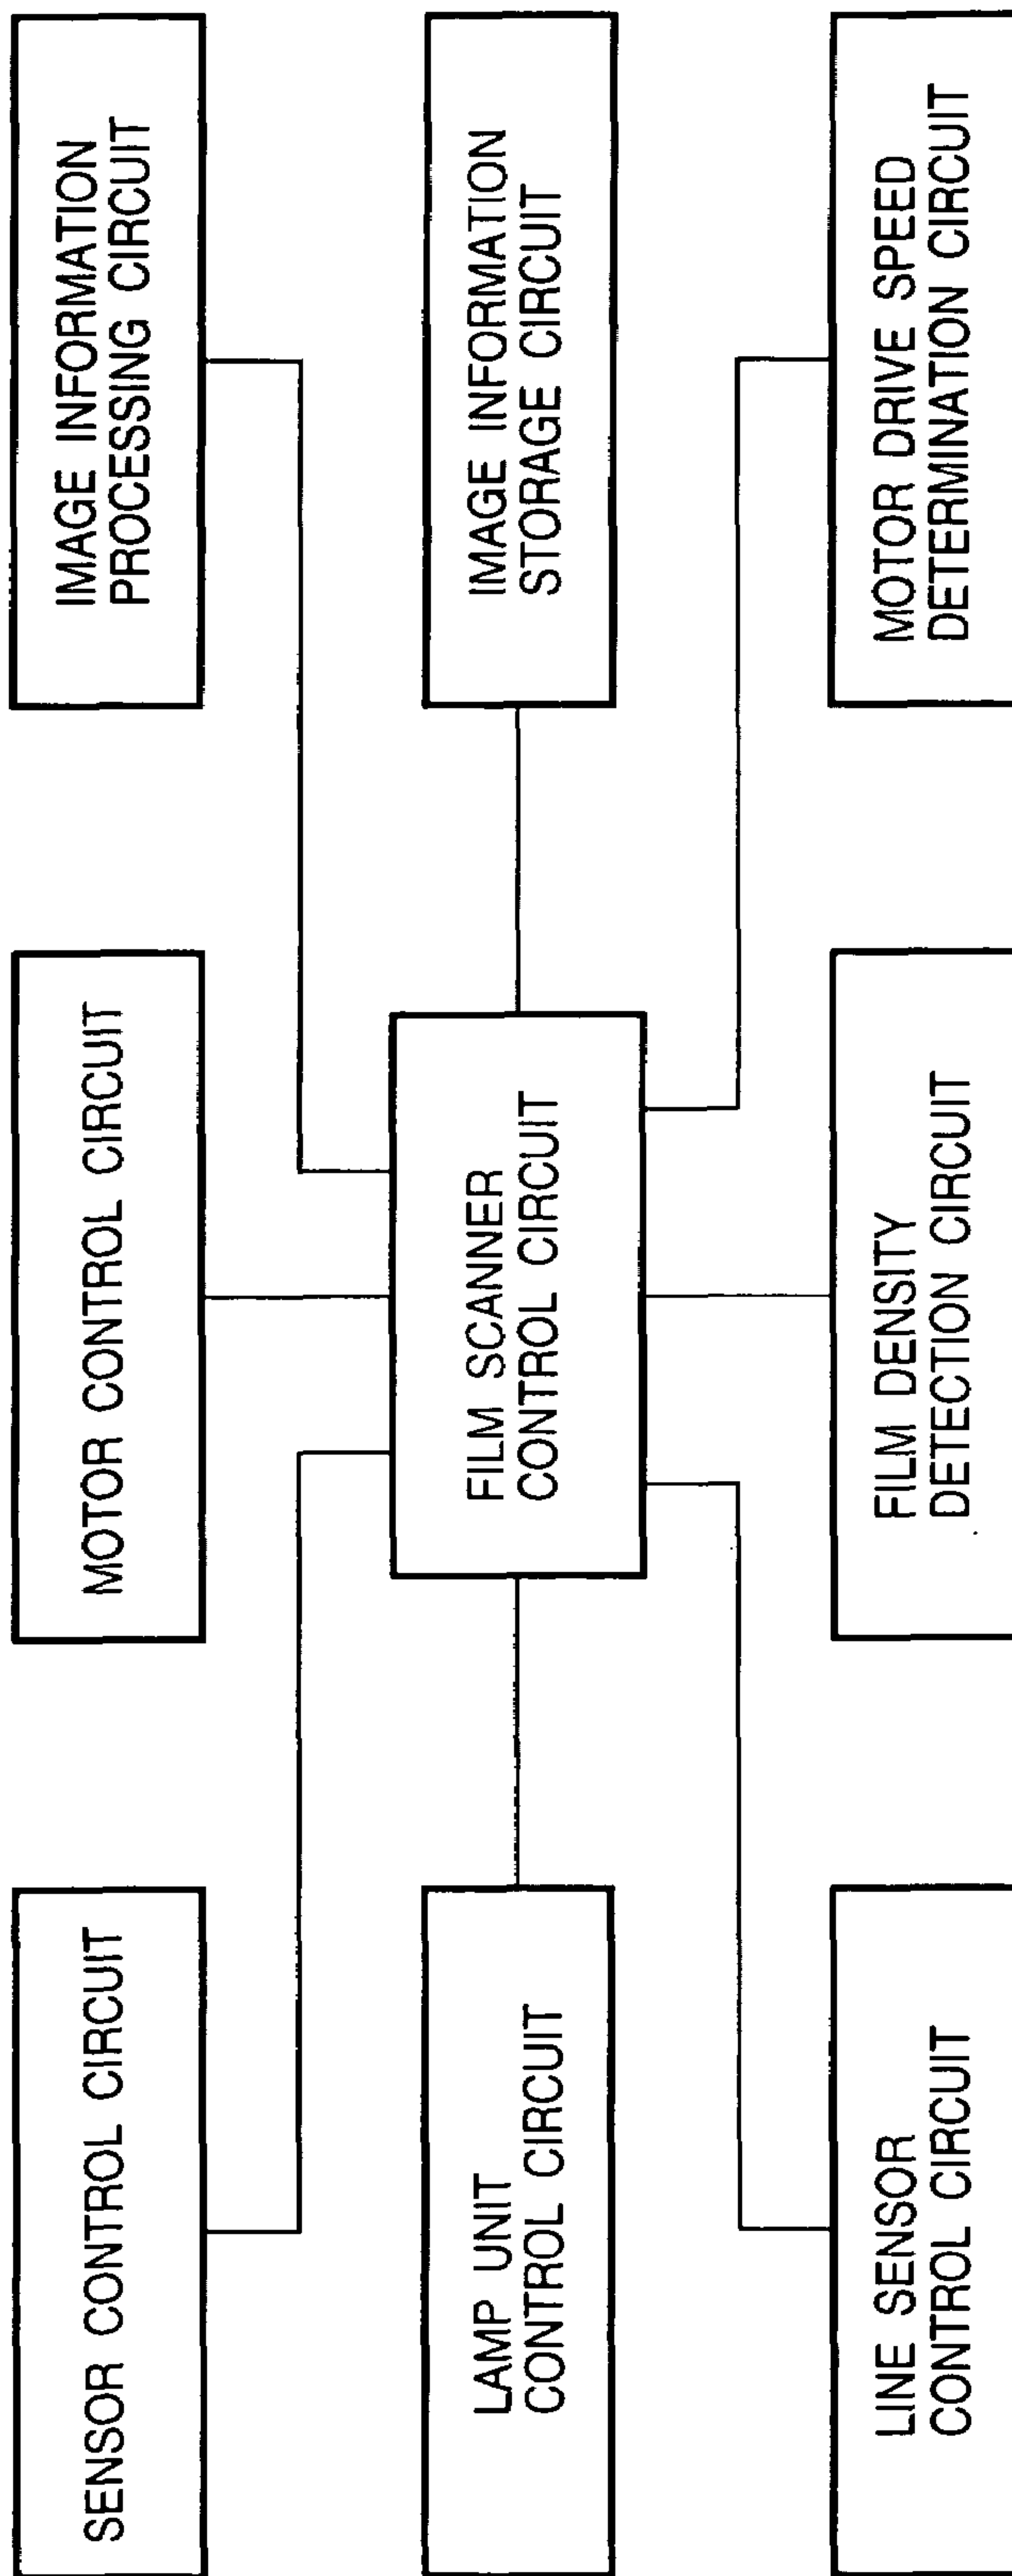 SENSOR CONTROL CIRCUIT
MOTOR CONTROL CIRCUIT
IMAGE INFORMATION
PROCESSING CIRCUIT
LAMP UNIT
CONTROL CIRCUIT
FILM SCANNER
CONTROL CIRCUIT
IMAGE INFORMATION
STORAGE CIRCUIT
LINE SENSOR
CONTROL CIRCUIT
FILM DENSITY
DETECTION CIRCUIT
MOTOR DRIVE SPEED
DETERMINATION CIRCUIT